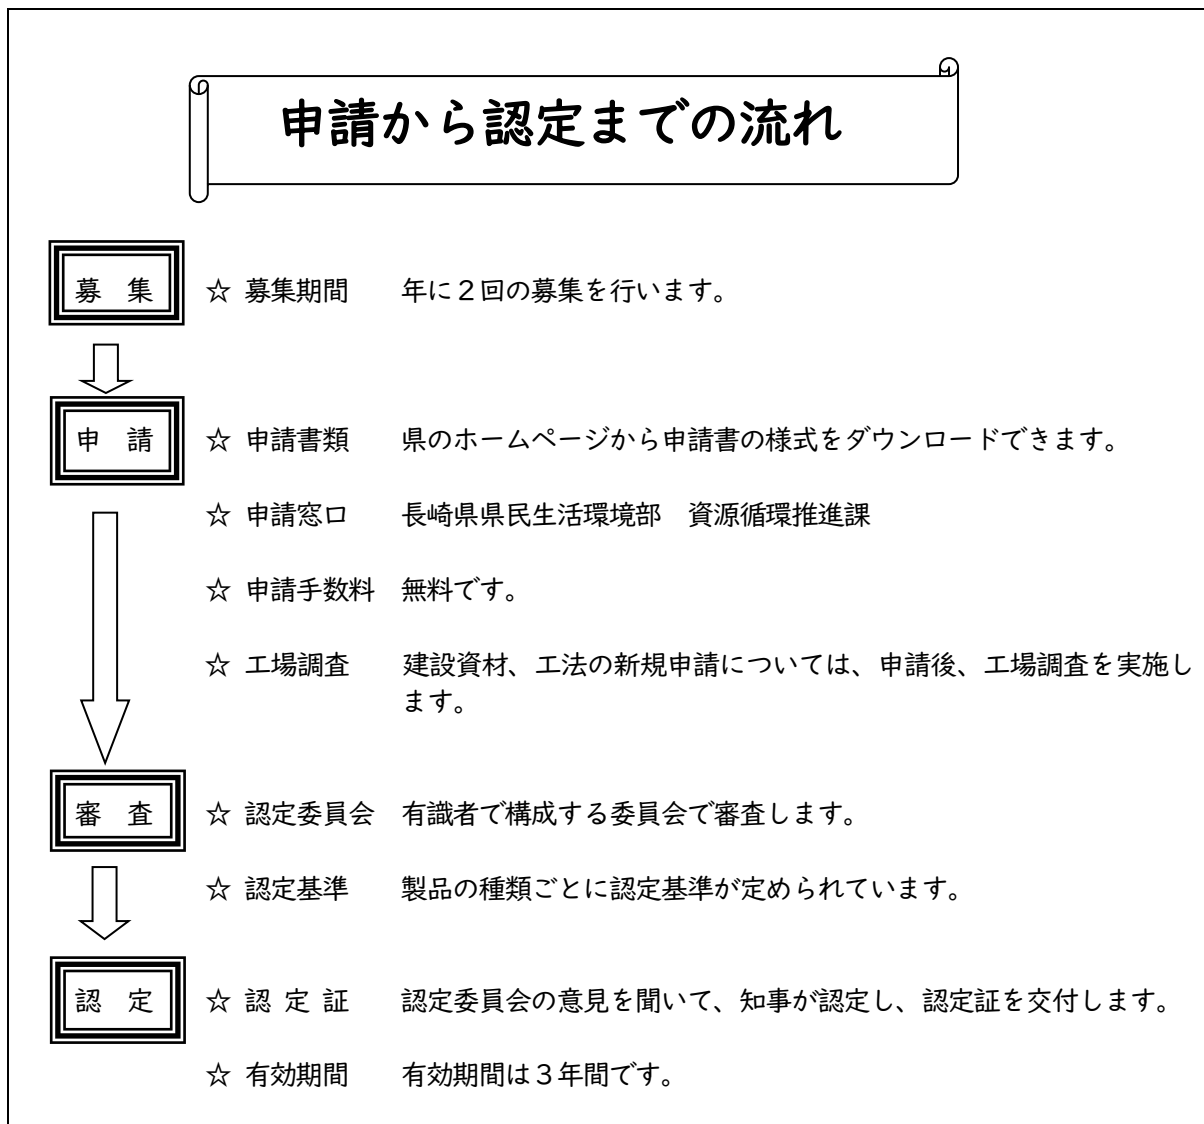 申請から認定までの流れ
募　集
☆ 募集期間　　年に２回の募集を行います。
申　請
☆ 申請書類　　県のホームページから申請書の様式をダウンロードできます。
☆ 申請窓口　　長崎県県民生活環境部　資源循環推進課
☆ 申請手数料　無料です。
☆ 工場調査　　建設資材、工法の新規申請については、申請後、工場調査を実施し
ます。
審　査
☆ 認定委員会　有識者で構成する委員会で審査します。
☆ 認定基準　　製品の種類ごとに認定基準が定められています。
認　定
☆ 認 定 証　　認定委員会の意見を聞いて、知事が認定し、認定証を交付します。
☆ 有効期間　　有効期間は３年間です。